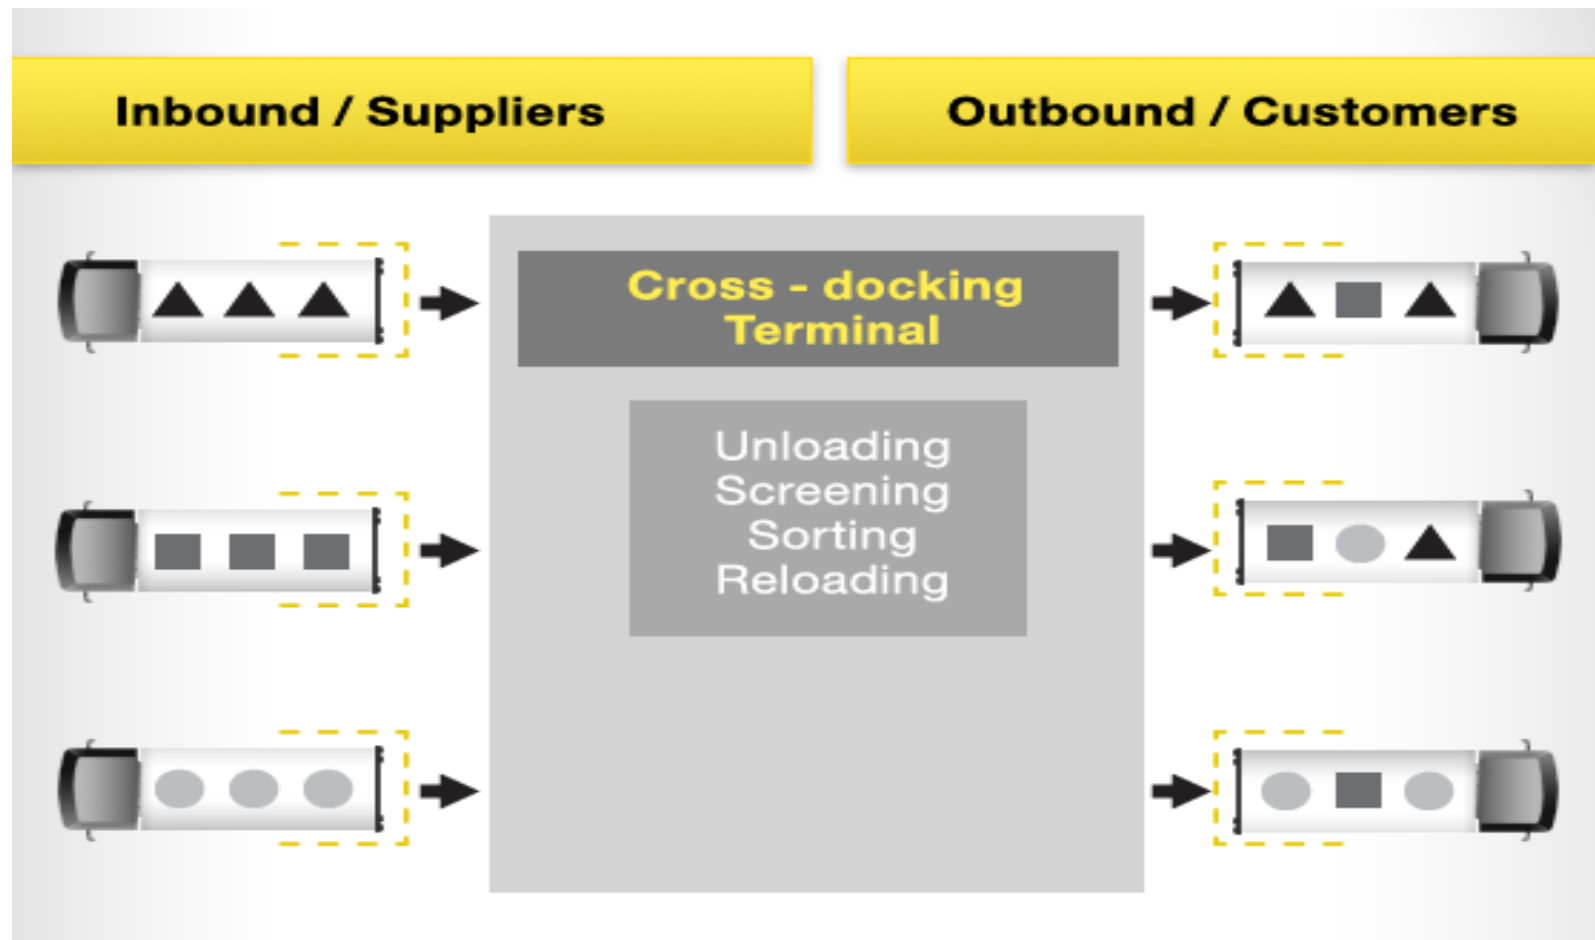 Inbound / Suppliers
Outbound / Customers
Cross - docking
Terminal
Unloading
Screening
Sorting
Reloading